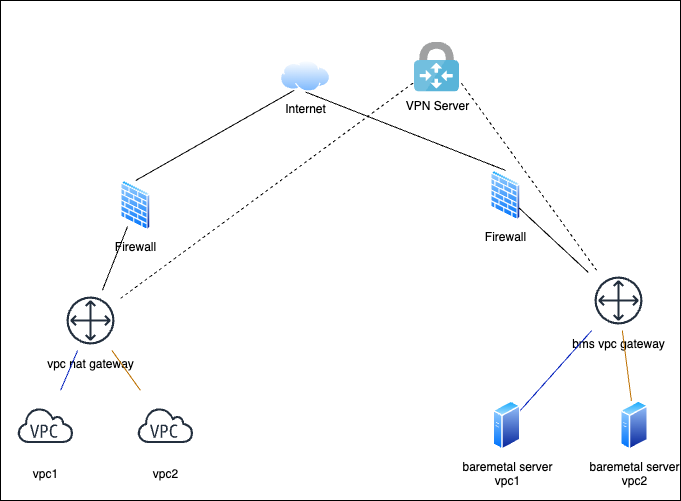 VPN Server
Internet
Firewall
Firewall
vpc nat gateway
bms vpc gateway
VPC
VPC
vpc1
vpc2
baremetal server
vpc1
baremetal server
vpc2